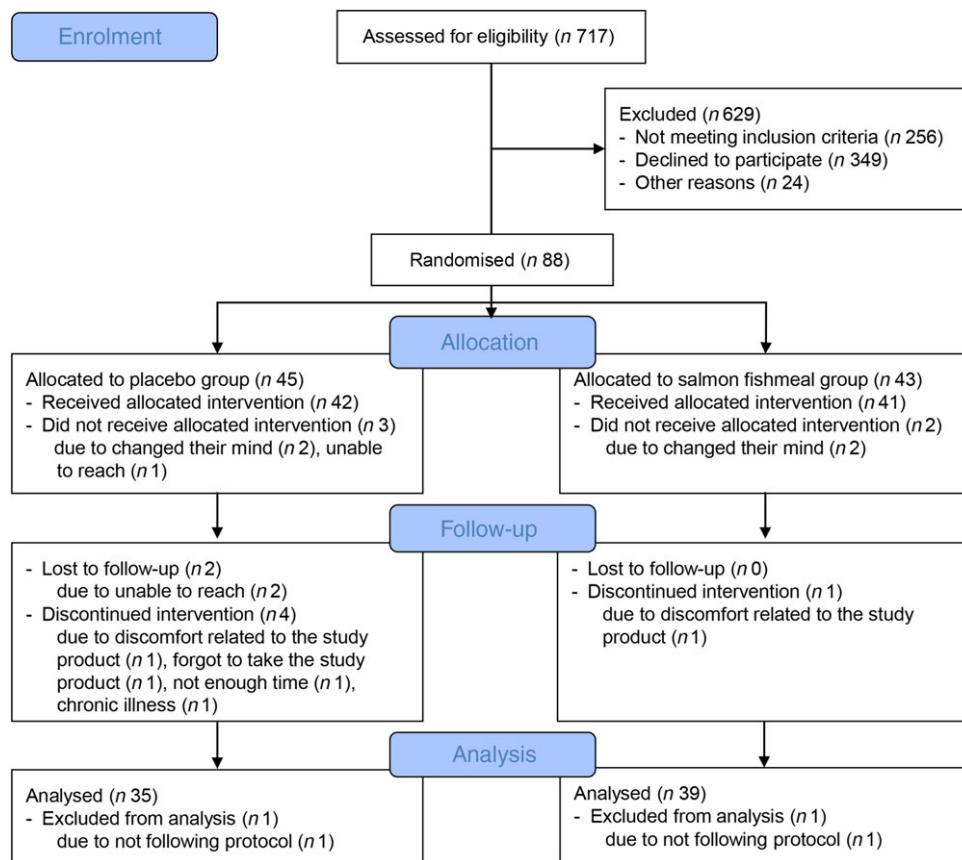 Enrolment
Assessed for eligibility (n 717)
Excluded (n 629)
- Not meeting inclusion criteria (n 256)
- Declined to participate (n 349)
- Other reasons (n 24)
Randomised (n 88)
Allocation
Allocated to placebo group (n 45)
- Received allocated intervention (n 42)
- Did not receive allocated intervention (n 3)
due to changed their mind (n 2), unable
to reach (n 1)
Allocated to salmon fishmeal group (n 43)
- Received allocated intervention (n 41)
- Did not receive allocated intervention (n 2)
due to changed their mind (n 2)
Follow-up
- Lost to follow-up (n 2)
due to unable to reach (n 2)
- Discontinued intervention (n 4)
due to discomfort related to the study
product (n 1), forgot to take the study
product (n 1), not enough time (n 1),
chronic illness (n 1)
- Lost to follow-up (n 0)
- Discontinued intervention (n 1)
due to discomfort related to the study
product (n 1)
Analysis
Analysed (n 35)
- Excluded from analysis (n 1)
due to not following protocol (n 1)
Analysed (n 39)
- Excluded from analysis (n 1)
due to not following protocol (n 1)